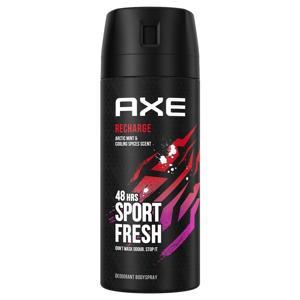 AXE
RECHARGE
ARCTIC MINT &
COOLING SPICES SCENT
48 HRS
SPORT
FRESH
DON'T MASK ODOUR. STOP IT
DEODORANT BODYSPRAY